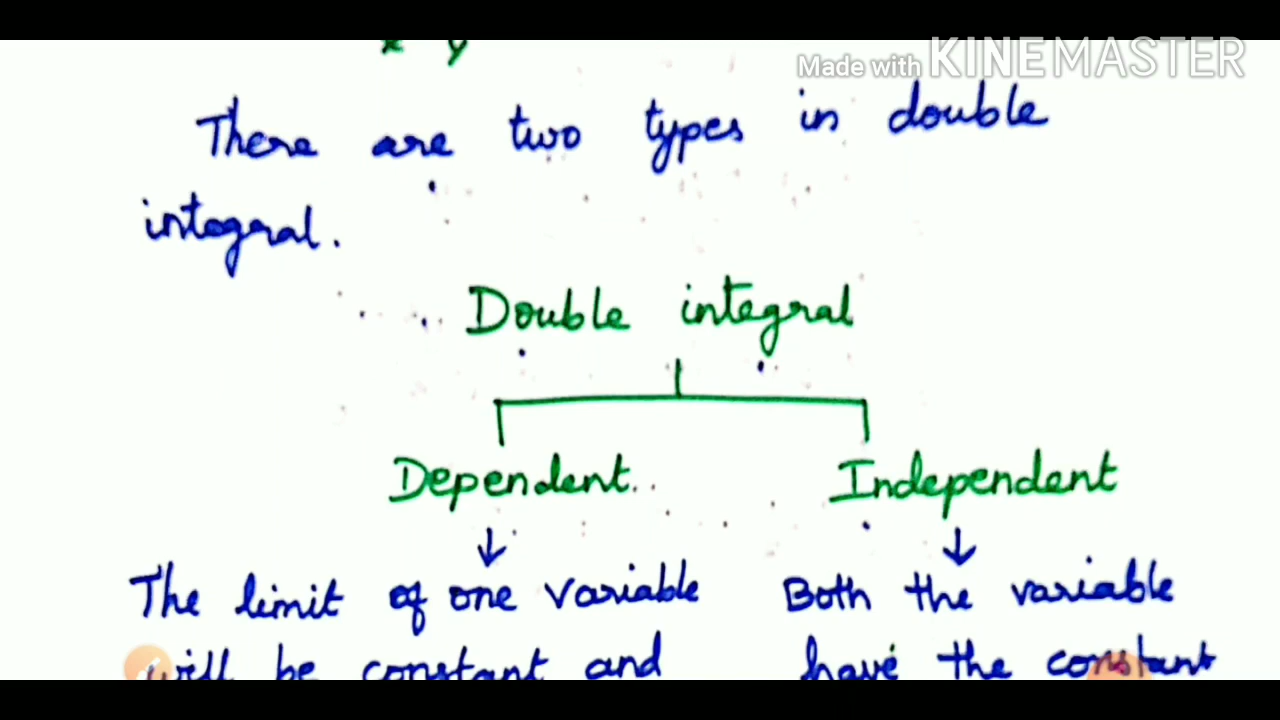 x y
Made with KINEMASTER
There are two types in double
integral.
Double integral
Dependent..
Independent
The limit of one variable
will be constant and
Both the variable
have the constant